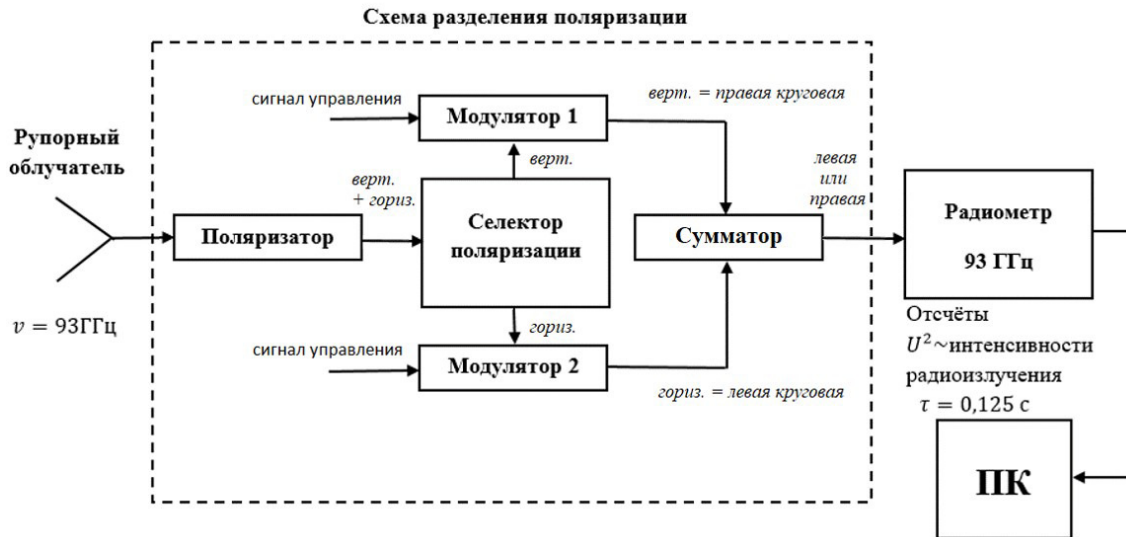 Схема разделения поляризации
сигнал управления
Модулятор 1
верт. = правая круговая
Рупорный
облучатель
верт.
верт.
+ гориз.
левая
или
правая
Поляризатор
Селектор
поляризации
Сумматор
Радиометр
93 ГГц
ν = 93ГГц
гориз.
сигнал управления
Модулятор 2
гориз. = левая круговая
Отсчёты
U²~интенсивности
радиоизлучения
τ = 0,125 с
ПК